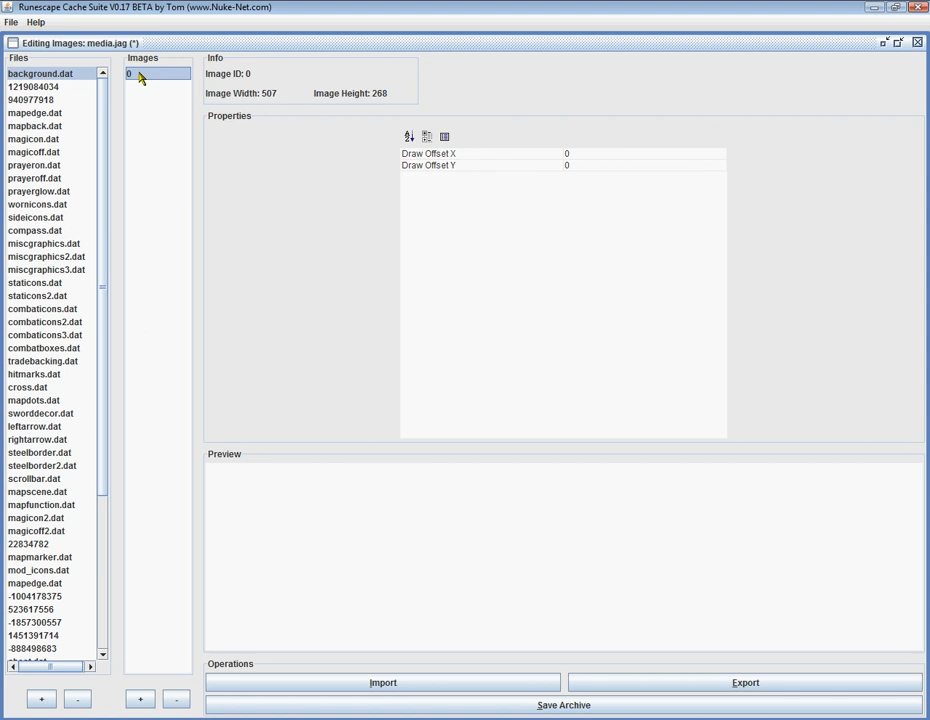 Runescape Cache Suite V0.17 BETA by Tom (www.Nuke-Net.com)
File Help
Editing Images: media.jag (*)
Files
background.dat
1219084034
940977918
mapedge.dat
mapback.dat
magicon.dat
magicoff.dat
prayeron.dat
prayeroff.dat
prayerglow.dat
wornicons.dat
sideicons.dat
compass.dat
miscgraphics.dat
miscgraphics2.dat
miscgraphics3.dat
staticons.dat
staticons2.dat
combaticons.dat
combaticons2.dat
combaticons3.dat
combatboxes.dat
tradebacking.dat
hitmarks.dat
cross.dat
mapdots.dat
sworddecor.dat
leftarrow.dat
rightarrow.dat
steelborder.dat
steelborder2.dat
scrollbar.dat
mapscene.dat
mapfunction.dat
magicon2.dat
magicoff2.dat
22834782
mapmarker.dat
mod_icons.dat
mapedge.dat
-1004178375
523617556
-1857300557
1451391714
-888498683
+ -
Images
0
+ -
Info
Image ID: 0
Image Width: 507 Image Height: 268
Properties
Draw Offset X 0
Draw Offset Y 0
Preview
Operations
Import Export
Save Archive